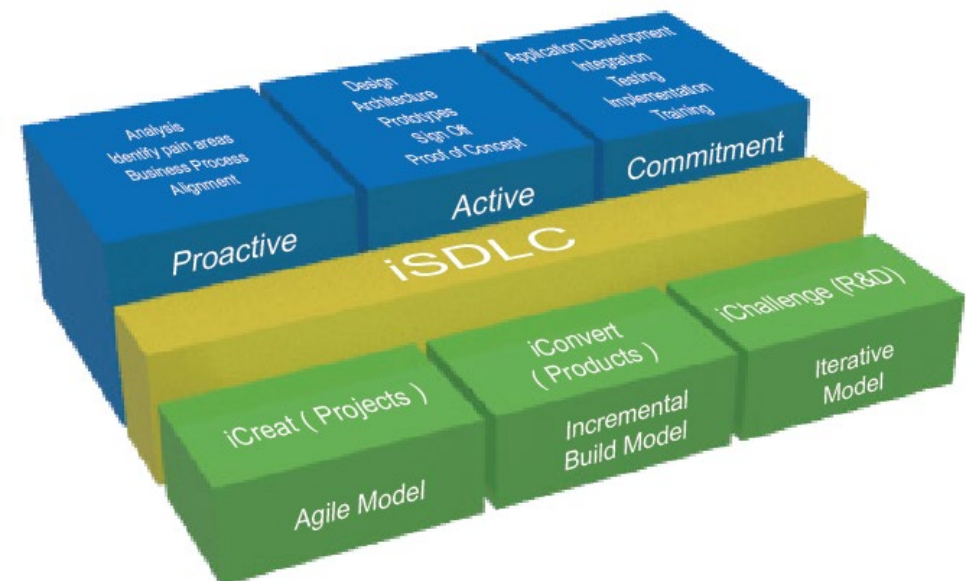 Analysis
Identify pain areas
Business Process
Alignment
Proactive
Design
Architecture
Prototypes
Sign Off
Proof of Concept
Active
Application Development
Integration
Testing
Implementation
Training
Commitment
iSDLC
iCreat ( Projects )
Agile Model
iConvert
( Products )
Incremental
Build Model
iChallenge (R&D)
Iterative
Model